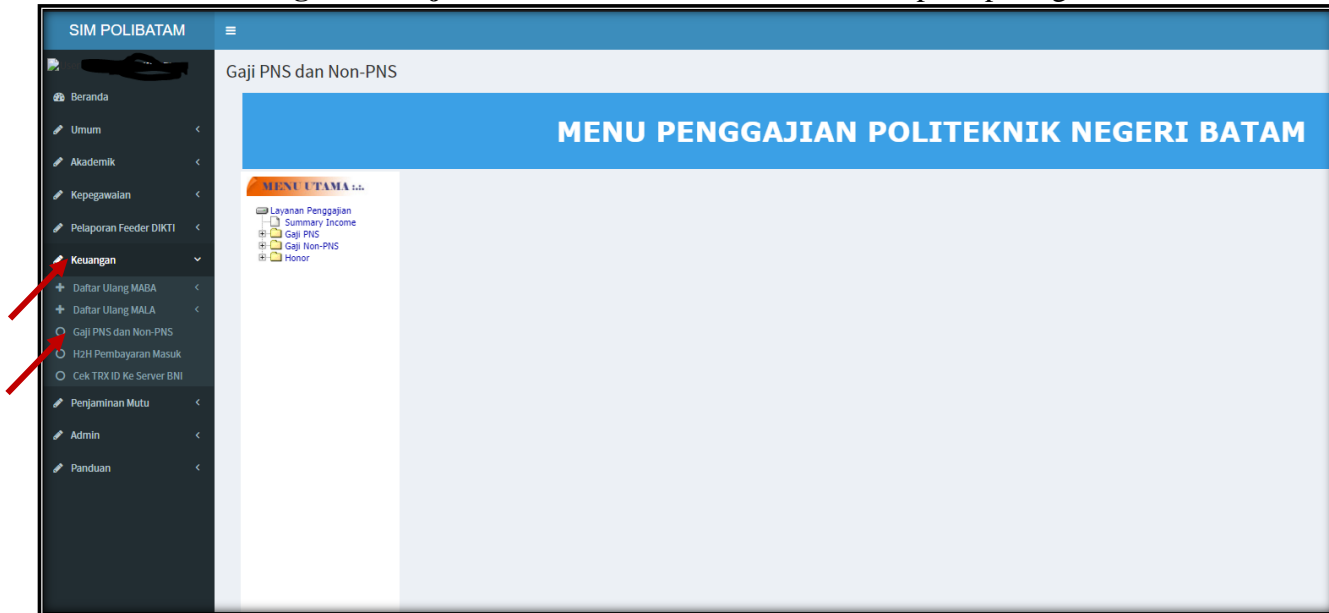 SIM POLIBATAM
Beranda
Umum
Akademik
Kepegawaian
Pelaporan Feeder DIKTI
Keuangan
Daftar Ulang MABA
Daftar Ulang MALA
Gaji PNS dan Non-PNS
H2H Pembayaran Masuk
Cek TRX ID Ke Server BNI
Penjaminan Mutu
Admin
Panduan
Gaji PNS dan Non-PNS
MENU PENGGAJIAN POLITEKNIK NEGERI BATAM
MENU UTAMA :.:.
Layanan Penggajian
Summary Income
Gaji PNS
Gaji Non-PNS
Honor